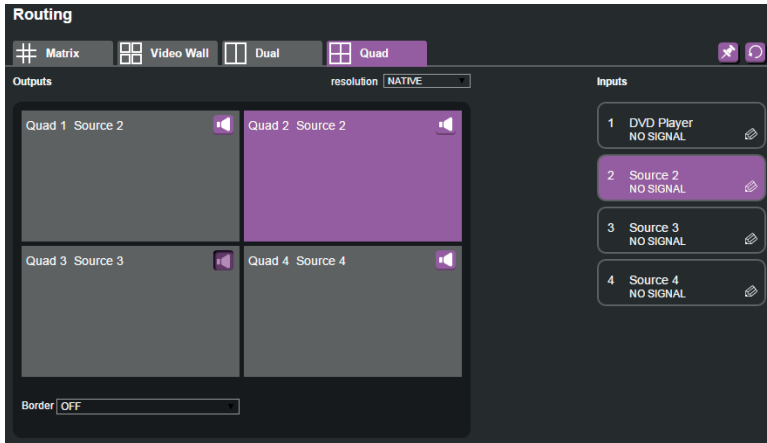 Routing
Matrix
Video Wall
Dual
Quad
Outputs
resolution NATIVE
Inputs
Quad 1 Source 2
Quad 2 Source 2
Quad 3 Source 3
Quad 4 Source 4
Border OFF
1 DVD Player
NO SIGNAL
2 Source 2
NO SIGNAL
3 Source 3
NO SIGNAL
4 Source 4
NO SIGNAL